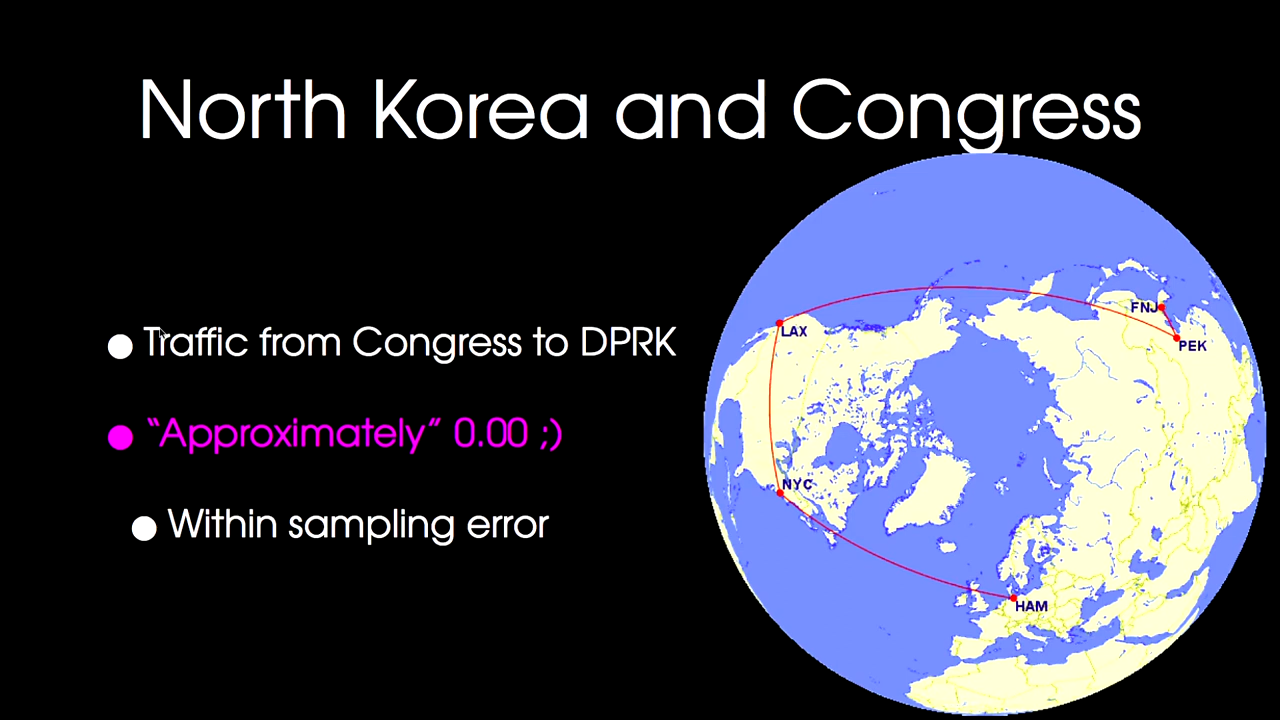 North Korea and Congress
Traffic from Congress to DPRK
“Approximately” 0.00 ;)
Within sampling error
LAX
FNJ
PEK
NYC
HAM